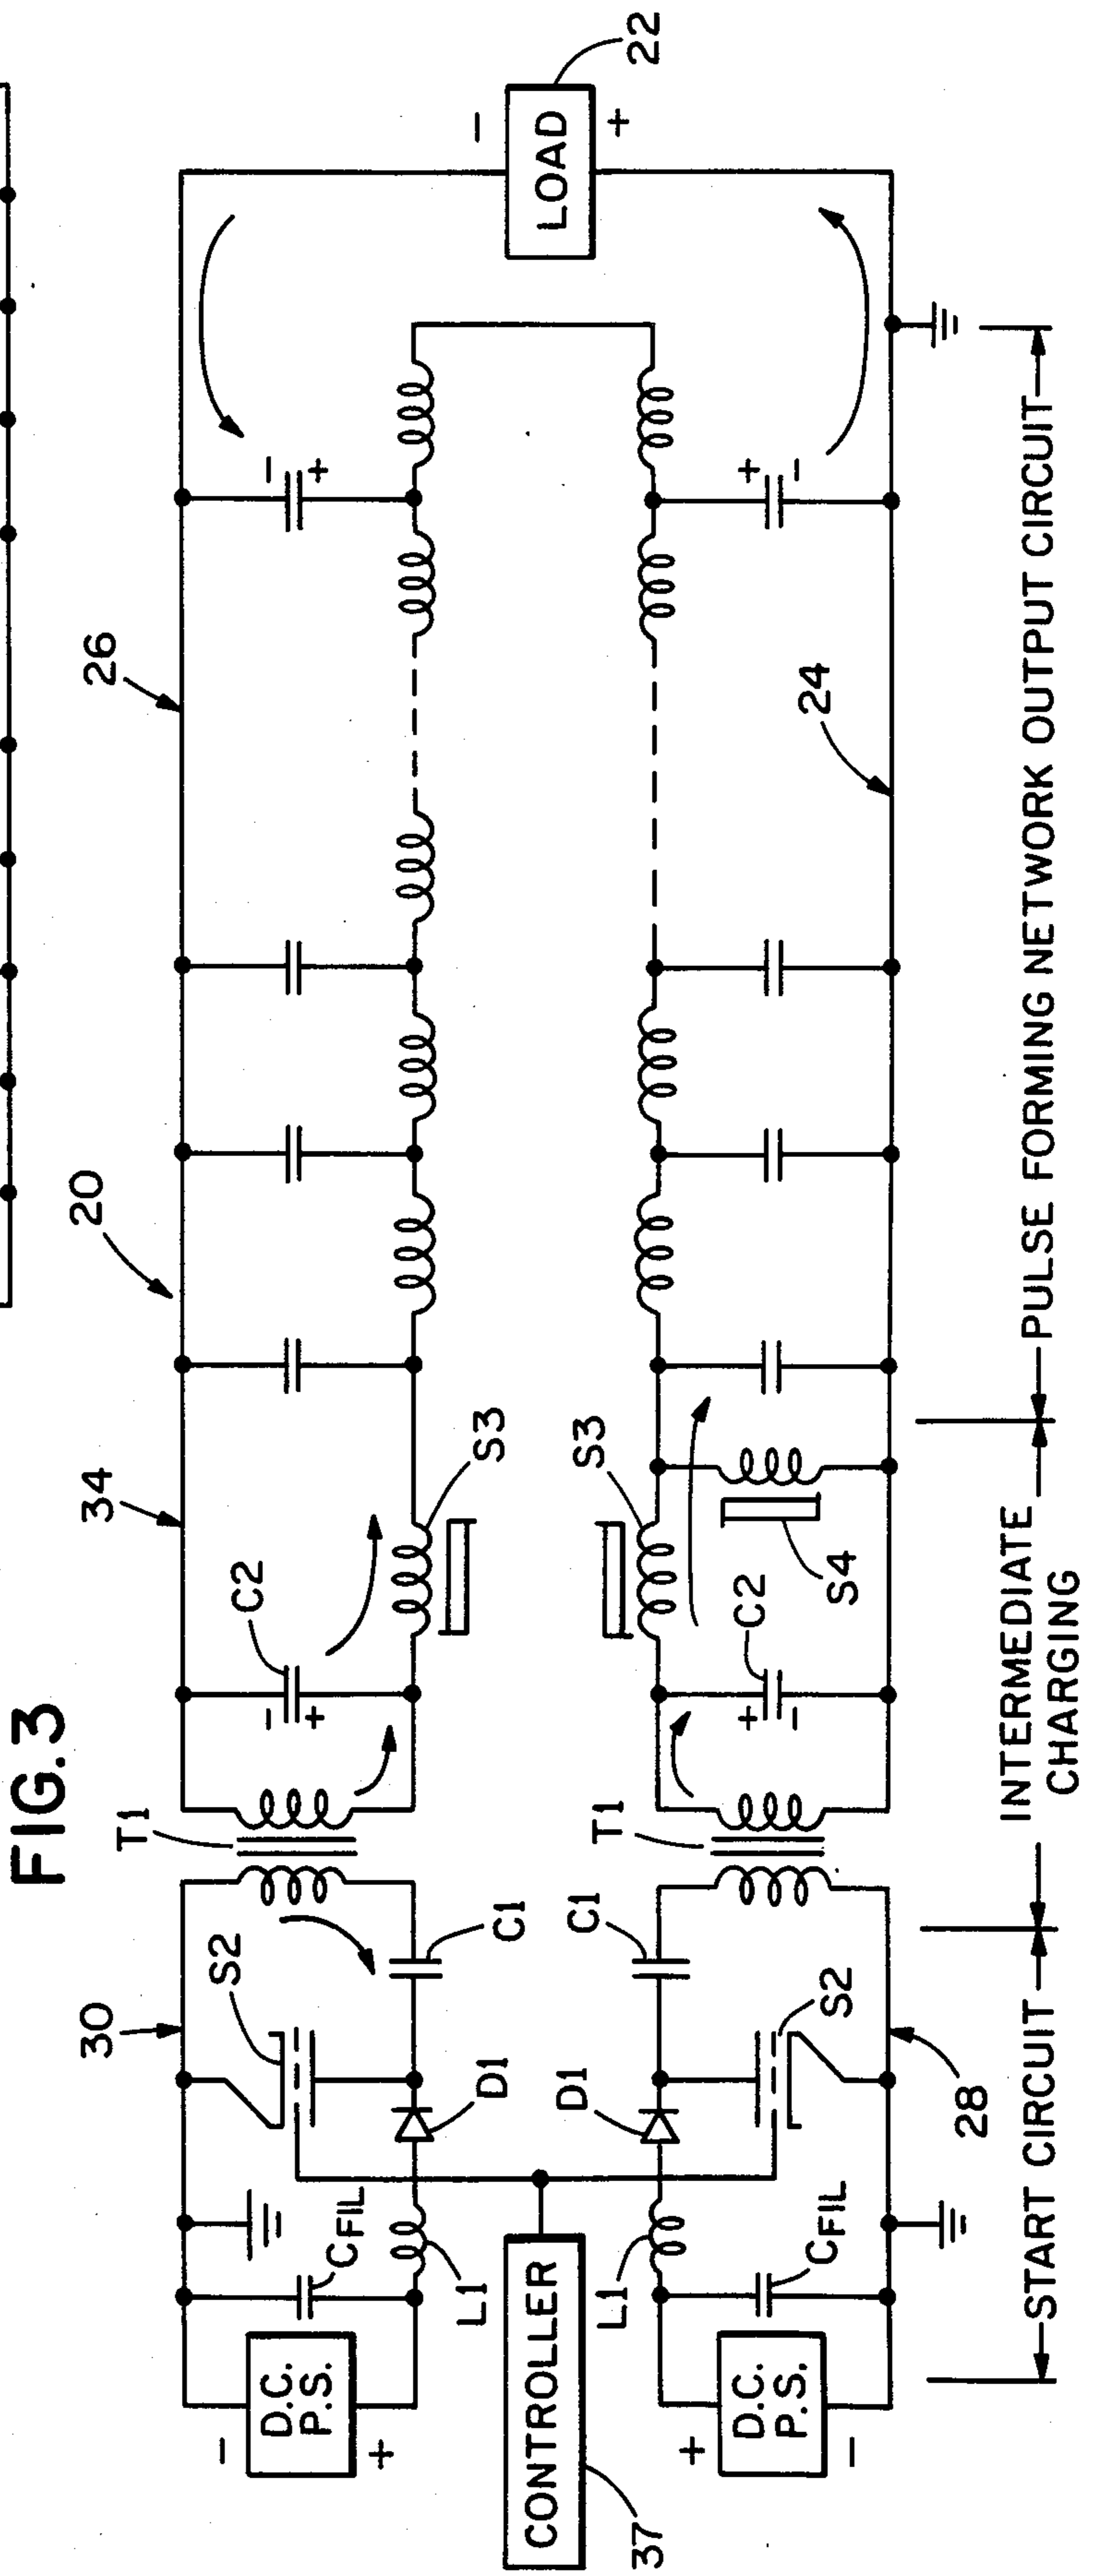 FIG. 3
30
34
20
26
S2
T1
C2
-
+
-
+
-
D.C.
P.S.
+
CFIL
L1
D1
C1
S3
-
LOAD
+
22
CONTROLLER
37
+
D.C.
P.S.
-
L1
CFIL
D1
C1
S2
28
T1
+
-
C2
S3
S4
+
-
24
START CIRCUIT
INTERMEDIATE
CHARGING
PULSE FORMING NETWORK OUTPUT CIRCUIT